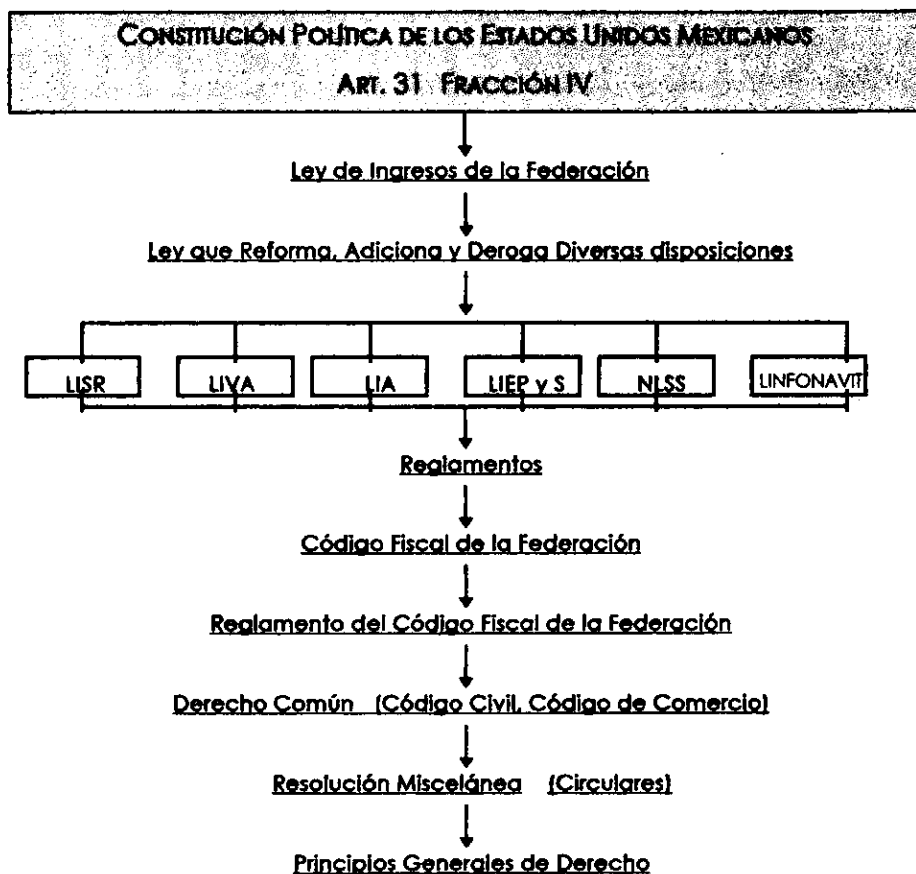 CONSTITUCIÓN POLÍTICA DE LOS ESTADOS UNIDOS MEXICANOS
ART. 31 FRACCIÓN IV
Ley de Ingresos de la Federación
Ley que Reforma, Adiciona y Deroga Diversas disposiciones
LISR LIVA LIA LIEP y S NLSS LINFONAVIT
Reglamentos
Código Fiscal de la Federación
Reglamento del Código Fiscal de la Federación
Derecho Común (Código Civil, Código de Comercio)
Resolución Miscelánea (Circulares)
Principios Generales de Derecho